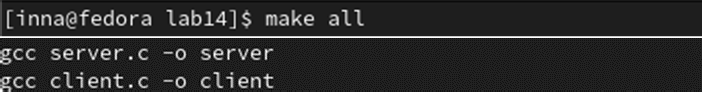 [inna@fedora lab14]$ make all
gcc server.c -o server
gcc client.c -o client